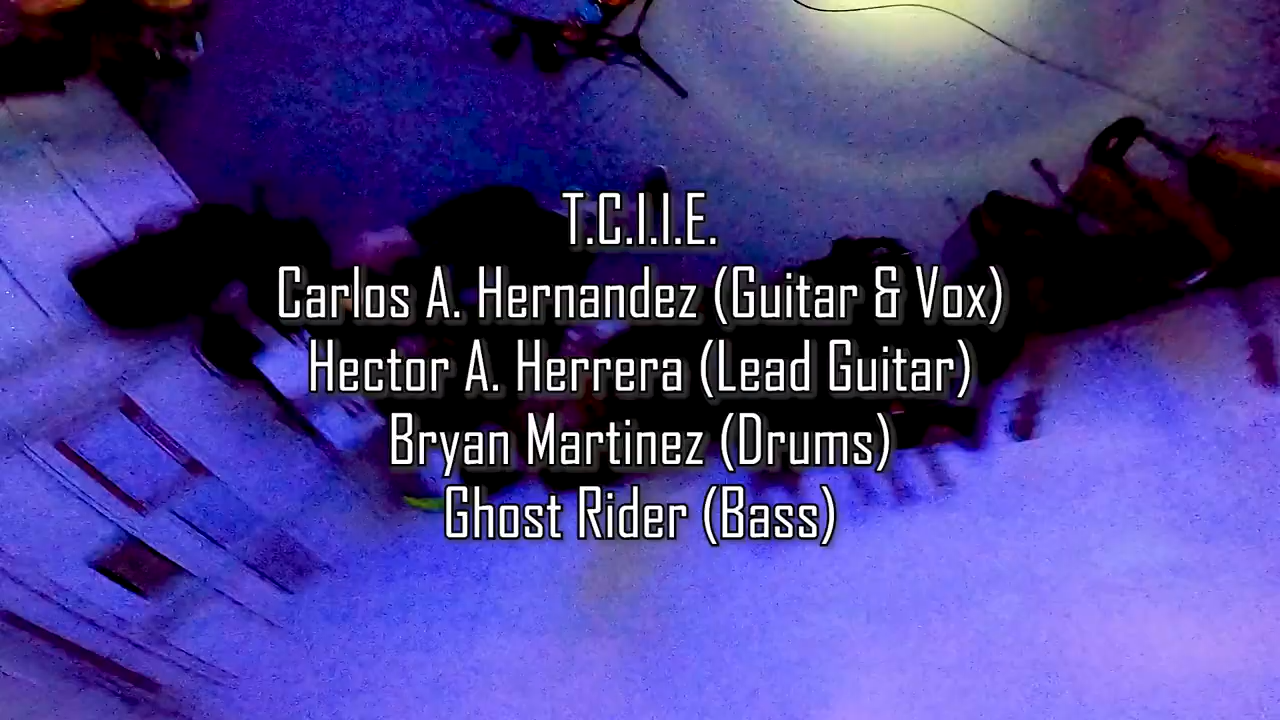 T.C.I.I.E.
Carlos A. Hernandez (Guitar & Vox)
Hector A. Herrera (Lead Guitar)
Bryan Martinez (Drums)
Ghost Rider (Bass)